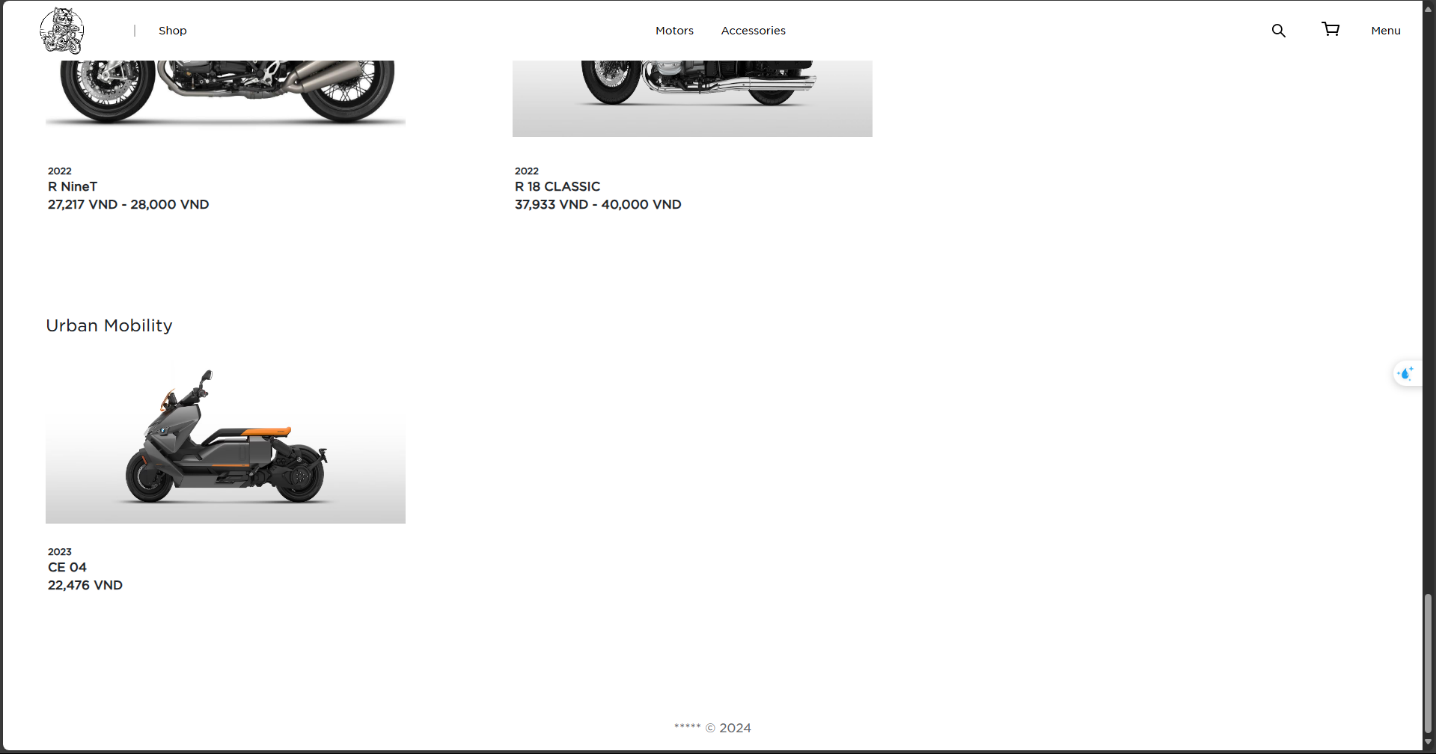 | Shop Motors Accessories Menu
2022
R NineT
27,217 VND - 28,000 VND
2022
R 18 CLASSIC
37,933 VND - 40,000 VND
Urban Mobility
2023
CE 04
22,476 VND
***** © 2024